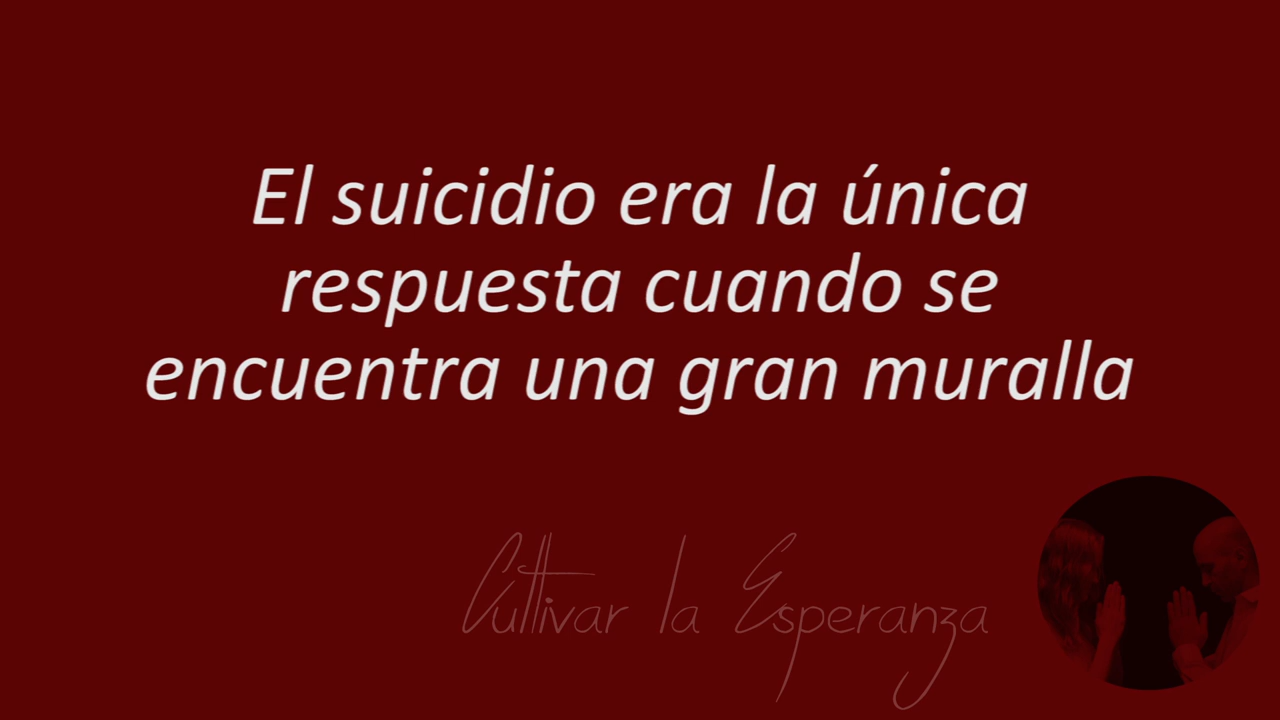 El suicidio era la única
respuesta cuando se
encuentra una gran muralla
Cultivar la Esperanza